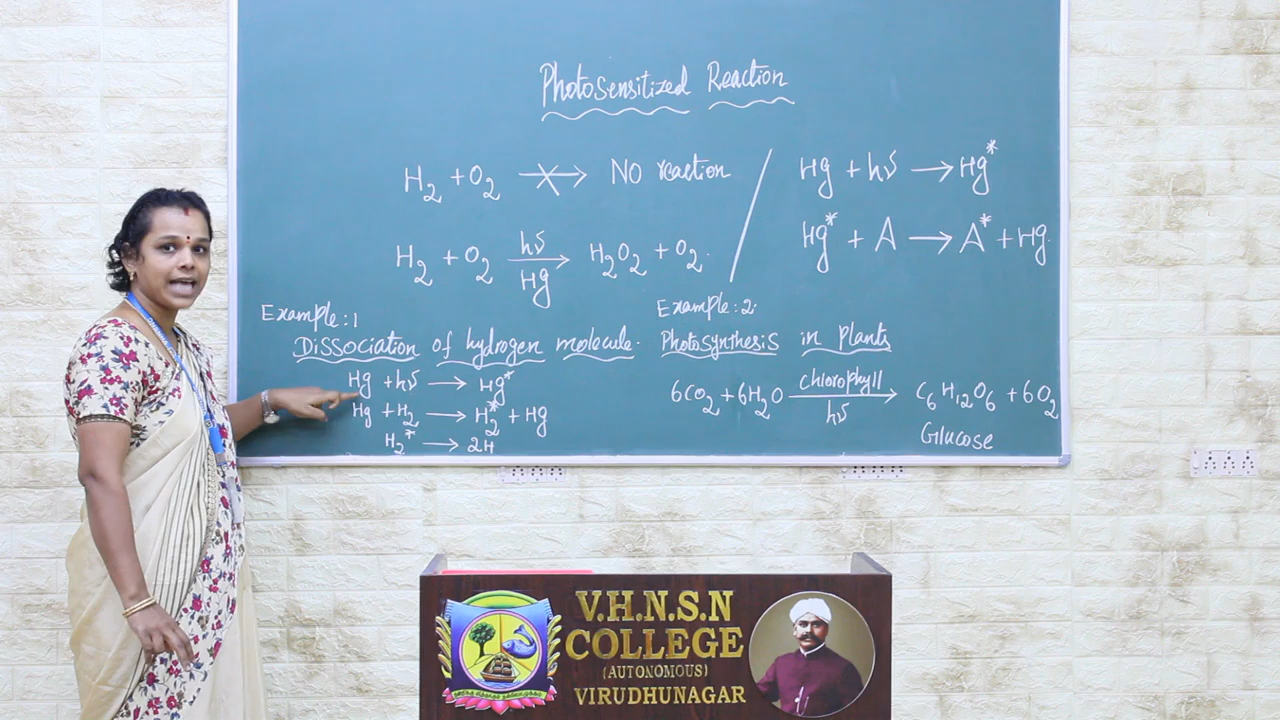 Photosensitized Reaction
H₂ + O₂ ⟶ NO reaction
Hg + hν ⟶ Hg*
Hg* + A ⟶ A* + Hg.
H₂ + O₂ hν ⟶ Hg H₂O₂ + O₂.
Example:1
Dissociation of hydrogen molecule.
Hg + hν ⟶ Hg*
Hg + H₂ ⟶ H₂* + Hg
H₂* ⟶ 2H
Example:2:
Photosynthesis in Plants
6CO₂ + 6H₂O chlorophyll ⟶ hν C₆H₁₂O₆ + 6O₂
Glucose
V.H.N.S.N
COLLEGE
(AUTONOMOUS)
VIRUDHUNAGAR